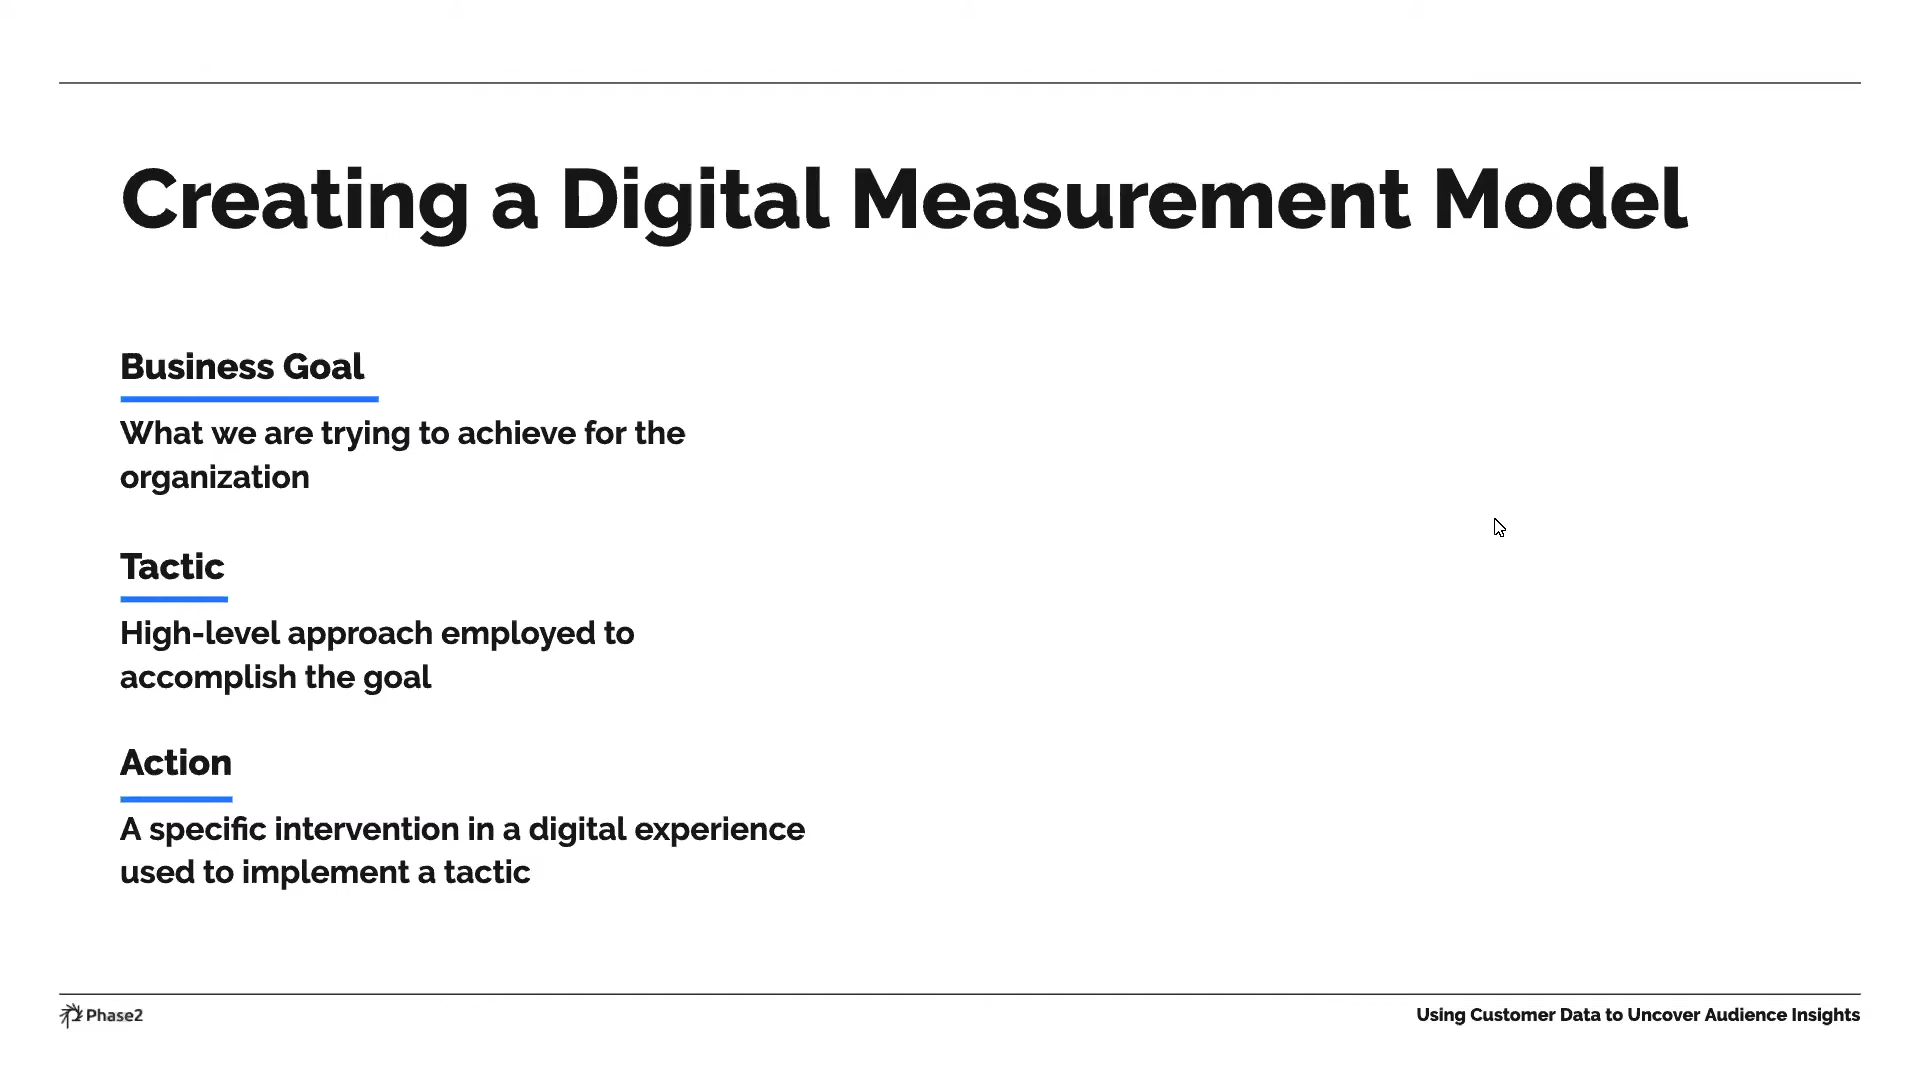 Creating a Digital Measurement Model
Business Goal
What we are trying to achieve for the
organization
Tactic
High-level approach employed to
accomplish the goal
Action
A specific intervention in a digital experience
used to implement a tactic
Phase2
Using Customer Data to Uncover Audience Insights